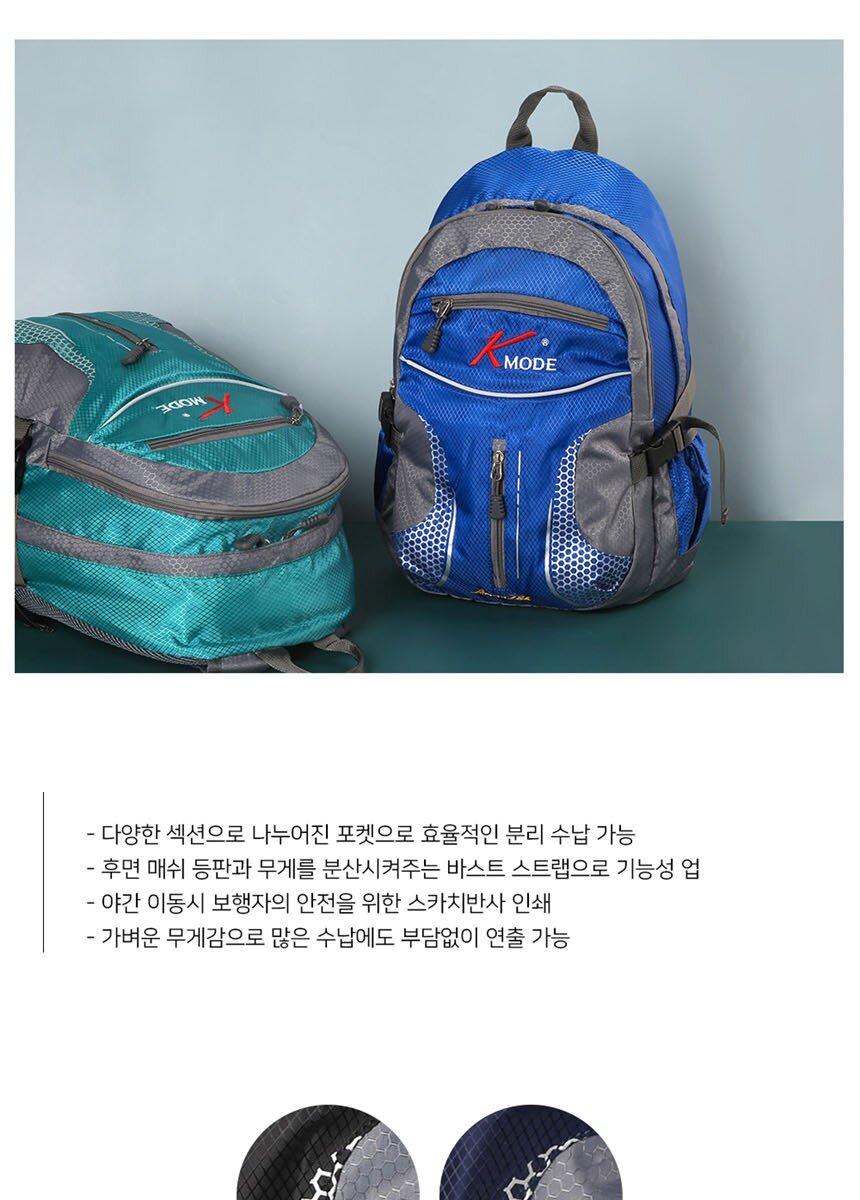 K ®
MODE
K ®
MODE
- 다양한 섹션으로 나누어진 포켓으로 효율적인 분리 수납 가능
- 후면 매쉬 등판과 무게를 분산시켜주는 바스트 스트랩으로 기능성 업
- 야간 이동시 보행자의 안전을 위한 스카치반사 인쇄
- 가벼운 무게감으로 많은 수납에도 부담없이 연출 가능